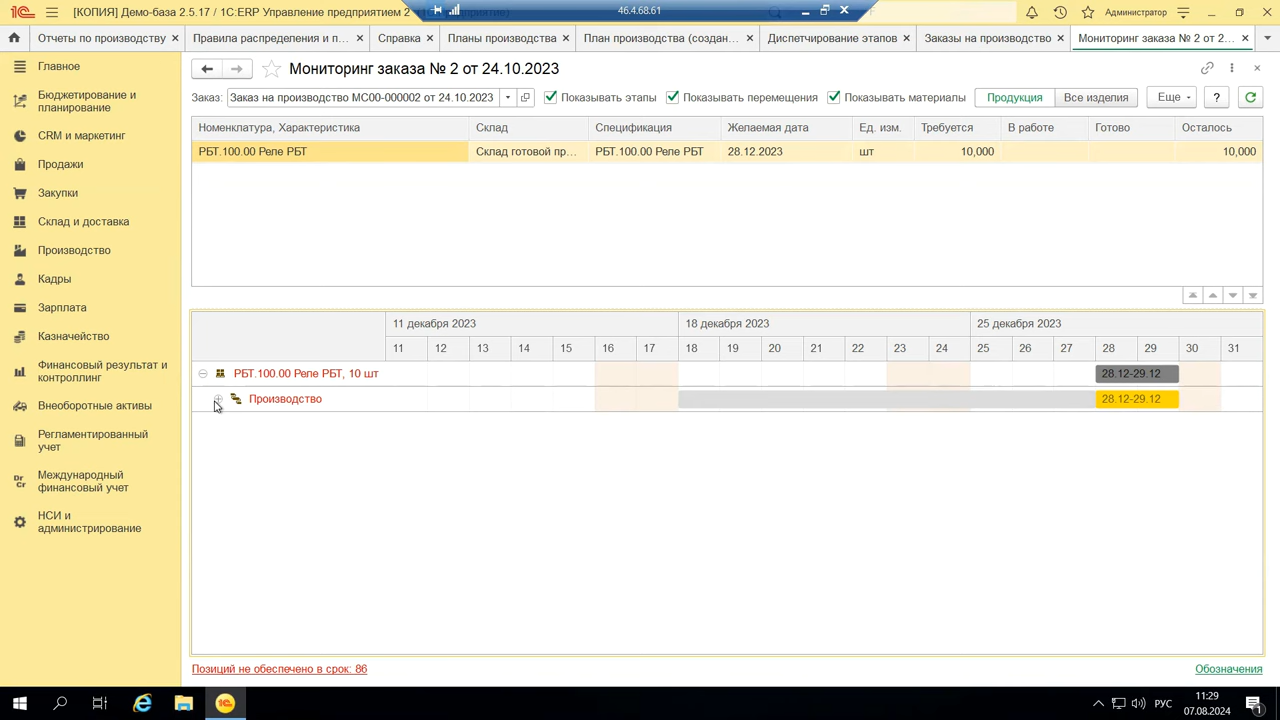 [КОПИЯ] Демо-база 2.5.17 / 1С:ERP Управление предприятием 2
46.4.68.61
Администратор
Отчеты по производству
Правила распределения и п...
Справка
Планы производства
План производства (создан...
Диспетчирование этапов
Заказы на производство
Мониторинг заказа № 2 от 2...
Главное
Бюджетирование и
планирование
CRM и маркетинг
Продажи
Закупки
Склад и доставка
Производство
Кадры
Зарплата
Казначейство
Финансовый результат и
контроллинг
Внеоборотные активы
Регламентированный
учет
Dr
Cr
Международный
финансовый учет
НСИ и
администрирование
Мониторинг заказа № 2 от 24.10.2023
Заказ: Заказ на производство МС00-000002 от 24.10.2023 Показывать этапы Показывать перемещения Показывать материалы Продукция Все изделия Еще ?
Номенклатура, Характеристика Склад Спецификация Желаемая дата Ед. изм. Требуется В работе Готово Осталось
РБТ.100.00 Реле РБТ Склад готовой пр... РБТ.100.00 Реле РБТ 28.12.2023 шт 10,000 10,000
11 декабря 2023 18 декабря 2023 25 декабря 2023
11 12 13 14 15 16 17 18 19 20 21 22 23 24 25 26 27 28 29 30 31
РБТ.100.00 Реле РБТ, 10 шт 28.12-29.12
Производство 28.12-29.12
Позиций не обеспечено в срок: 86 Обозначения
РУС
11:29
07.08.2024
1